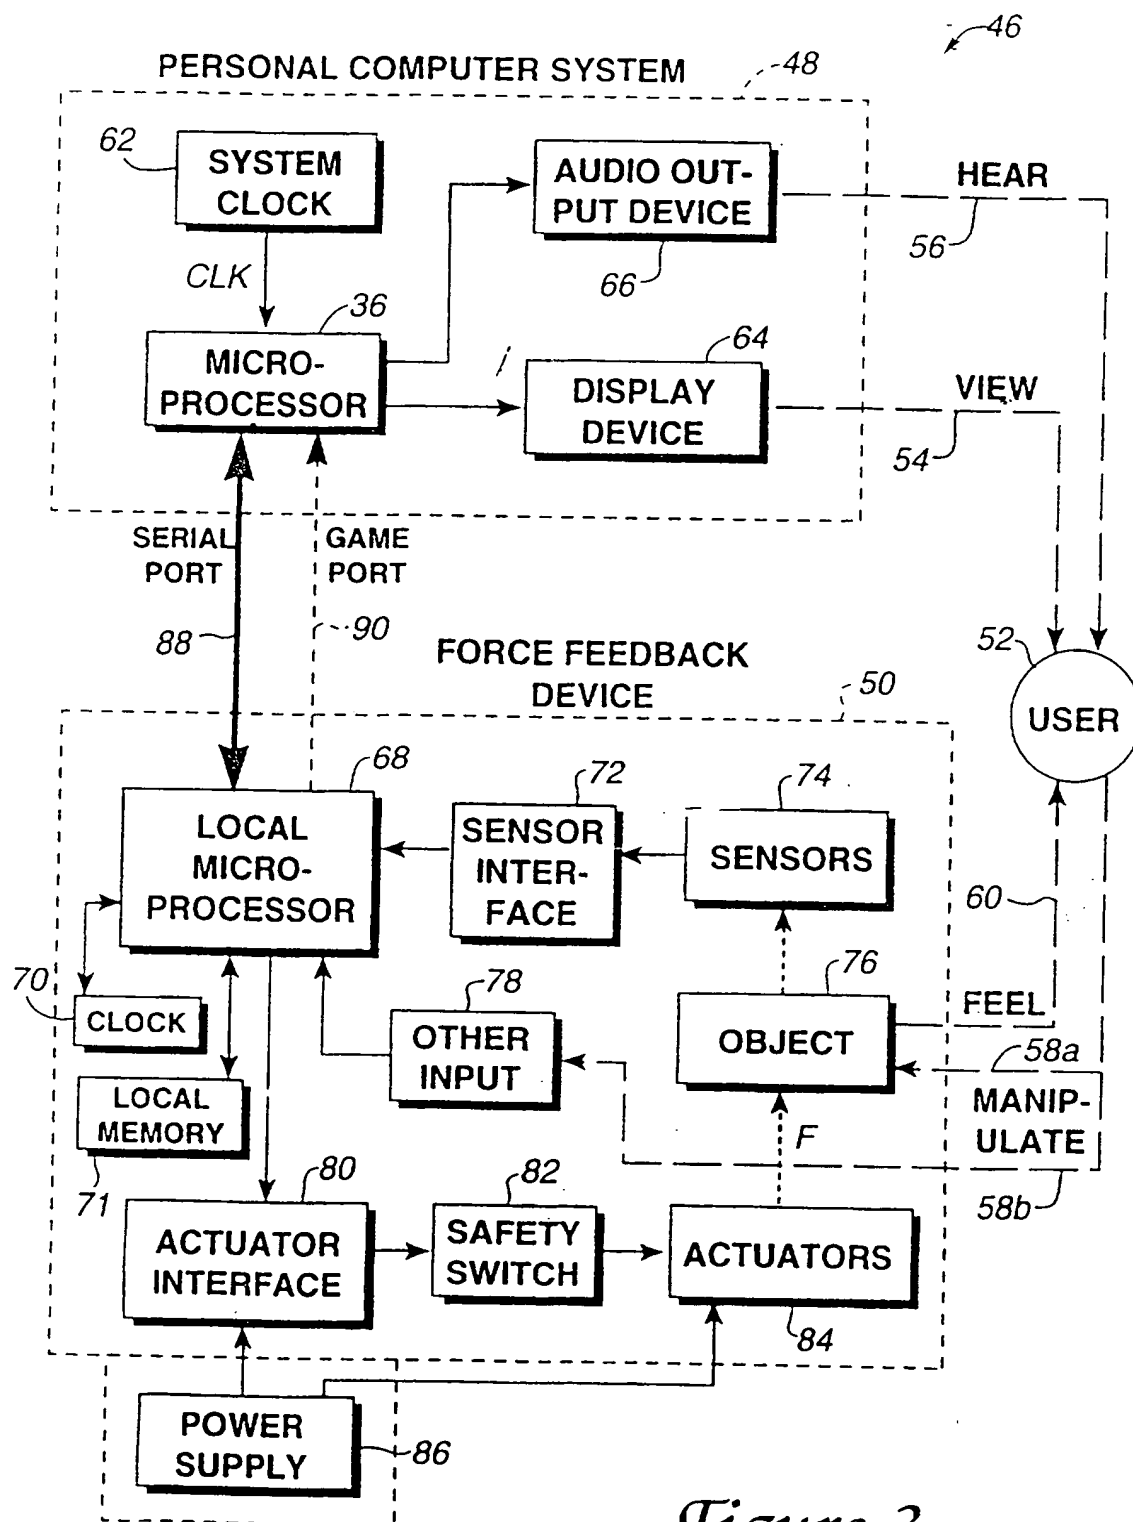 46
PERSONAL COMPUTER SYSTEM
48
62
SYSTEM
CLOCK
AUDIO OUT-
PUT DEVICE
66
HEAR
56
CLK
36
MICRO-
PROCESSOR
64
DISPLAY
DEVICE
VIEW
54
SERIAL
PORT
GAME
PORT
88
90
FORCE FEEDBACK
DEVICE
50
52
USER
68
LOCAL
MICRO-
PROCESSOR
72
SENSOR
INTER-
FACE
74
SENSORS
60
70
CLOCK
78
OTHER
INPUT
76
OBJECT
FEEL
58a
MANIP-
ULATE
58b
LOCAL
MEMORY
71
F
80
ACTUATOR
INTERFACE
82
SAFETY
SWITCH
ACTUATORS
84
POWER
SUPPLY
86
Figure 2